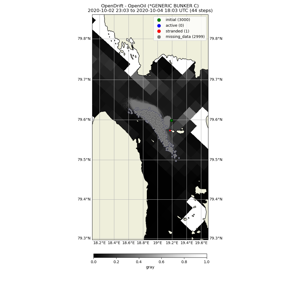 OpenDrift - OpenOil (*GENERIC BUNKER C)
2020-10-02 23:03 to 2020-10-04 18:03 UTC (44 steps)
initial (3000)
active (0)
stranded (1)
missing_data (2999)
79.8°N
79.8°N
79.7°N
79.7°N
79.6°N
79.6°N
79.5°N
79.5°N
79.4°N
79.4°N
79.3°N
79.3°N
18.2°E 18.4°E 18.6°E 18.8°E 19°E 19.2°E 19.4°E 19.6°E
0.0 0.2 0.4 0.6 0.8 1.0
gray